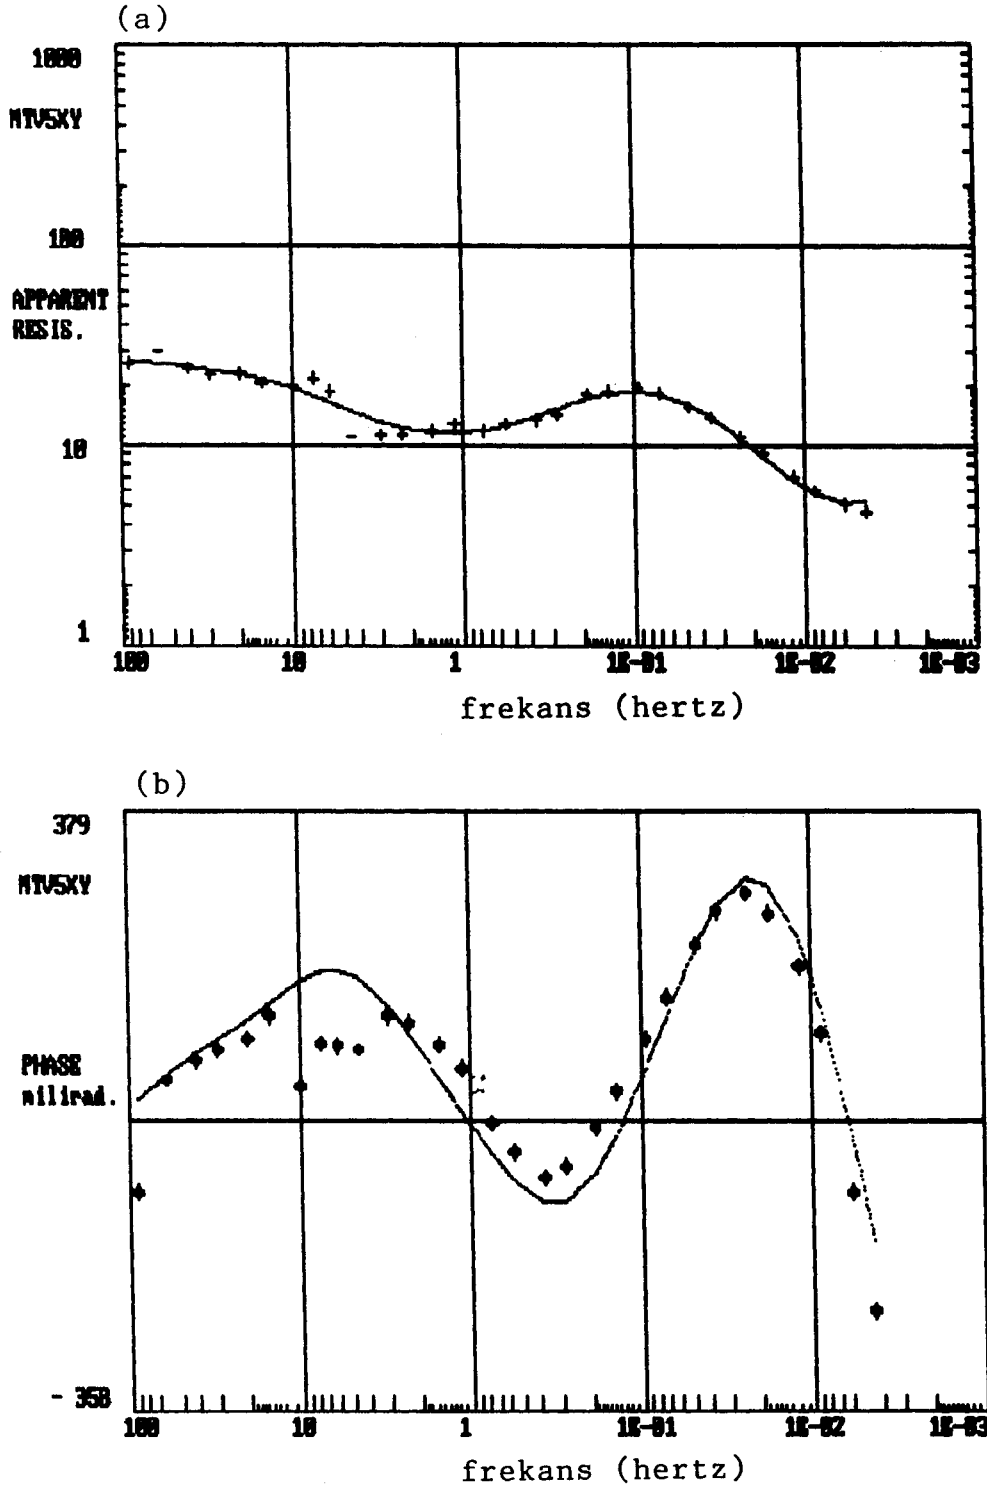 (a)
1000
MTV5XY
100
APPARENT
RESIS.
10
1
100 10 1 1E-01 1E-02 1E-03
frekans (hertz)
(b)
379
MTV5XY
PHASE
milirad.
- 358
100 10 1 1E-01 1E-02 1E-03
frekans (hertz)